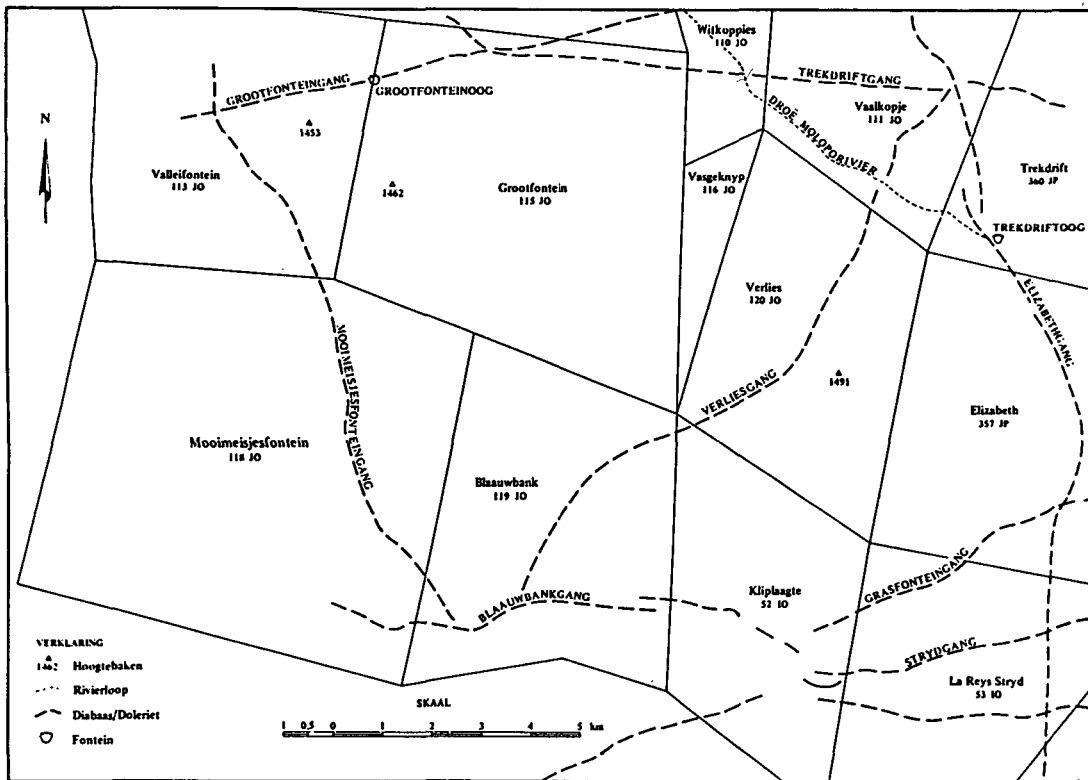 Witkoppies
110 JO
GROOTFONTEINGANG
GROOTFONTEINOOG
TREKDRIFTGANG
DROË MOLOPORIVIER
Vaalkopje
111 JO
N
1453
Valleifontein
113 JO
1462
Grootfontein
115 JO
Vasgeknyp
116 JO
Trekdrift
360 JP
TREKDRIFTOOG
Verlies
120 JO
ELIZABETHGANG
MOOIMEISJESFONTEINGANG
VERLIESGANG
1491
Elizabeth
357 JP
Mooimeisjesfontein
118 JO
Blaauwbank
119 JO
GRASFONTEINGANG
Kliplaagte
52 IO
BLAAUWBANKGANG
STRYDGANG
La Reys Stryd
53 IO
VERKLARING
1462 Hoogtebaken
Rivierloop
Diabaas/Doleriet
Fontein
SKAAL
1 0,5 0 1 2 3 4 5 km